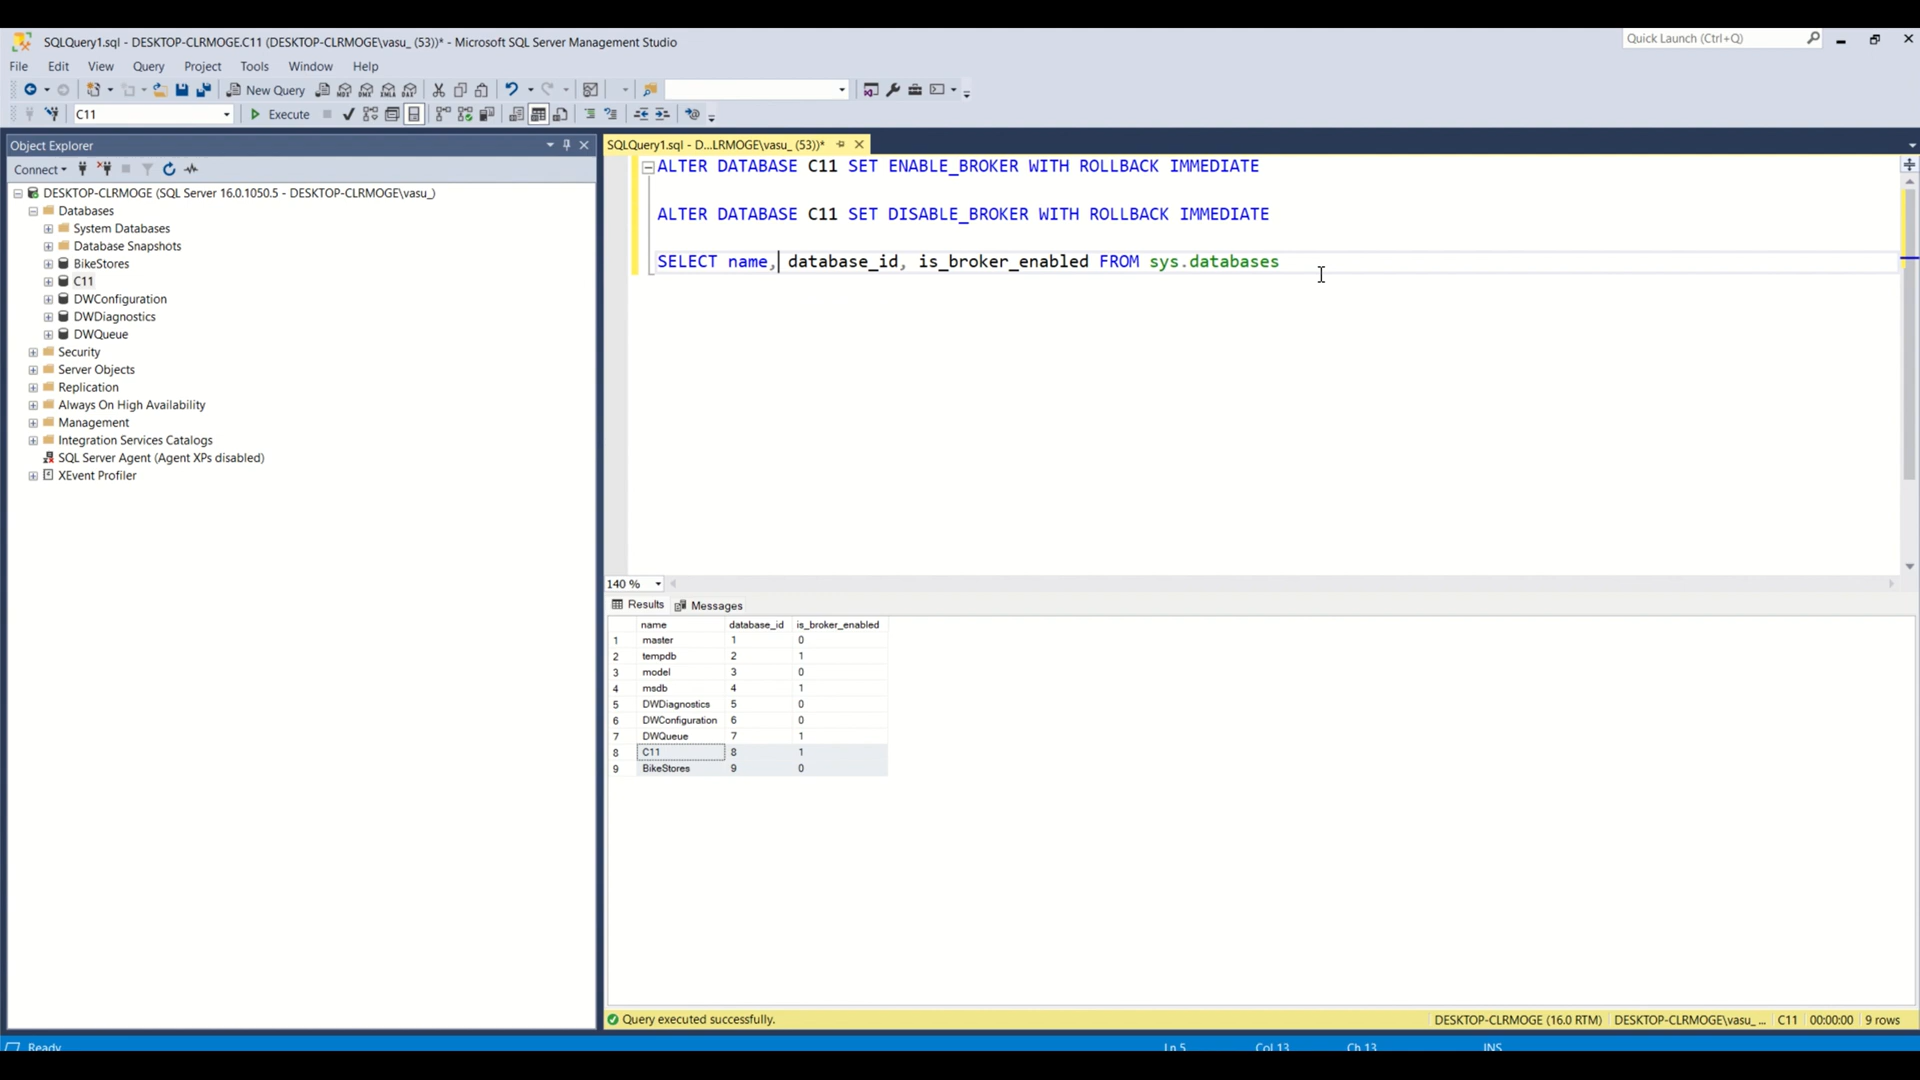 SQLQuery1.sql - DESKTOP-CLRMOGE.C11 (DESKTOP-CLRMOGE\vasu_ (53))* - Microsoft SQL Server Management Studio
Quick Launch (Ctrl+Q)
File Edit View Query Project Tools Window Help
New Query
C11 Execute
Object Explorer
SQLQuery1.sql - D...LRMOGE\vasu_ (53))*
Connect
DESKTOP-CLRMOGE (SQL Server 16.0.1050.5 - DESKTOP-CLRMOGE\vasu_)
Databases
System Databases
Database Snapshots
BikeStores
C11
DWConfiguration
DWDiagnostics
DWQueue
Security
Server Objects
Replication
Always On High Availability
Management
Integration Services Catalogs
SQL Server Agent (Agent XPs disabled)
XEvent Profiler
ALTER DATABASE C11 SET ENABLE_BROKER WITH ROLLBACK IMMEDIATE
ALTER DATABASE C11 SET DISABLE_BROKER WITH ROLLBACK IMMEDIATE
SELECT name, database_id, is_broker_enabled FROM sys.databases
140 %
Results Messages
name database_id is_broker_enabled
1 master 1 0
2 tempdb 2 1
3 model 3 0
4 msdb 4 1
5 DWDiagnostics 5 0
6 DWConfiguration 6 0
7 DWQueue 7 1
8 C11 8 1
9 BikeStores 9 0
Query executed successfully.
DESKTOP-CLRMOGE (16.0 RTM) DESKTOP-CLRMOGE\vasu_ ... C11 00:00:00 9 rows
Ready Ln 5 Col 13 Ch 13 INS